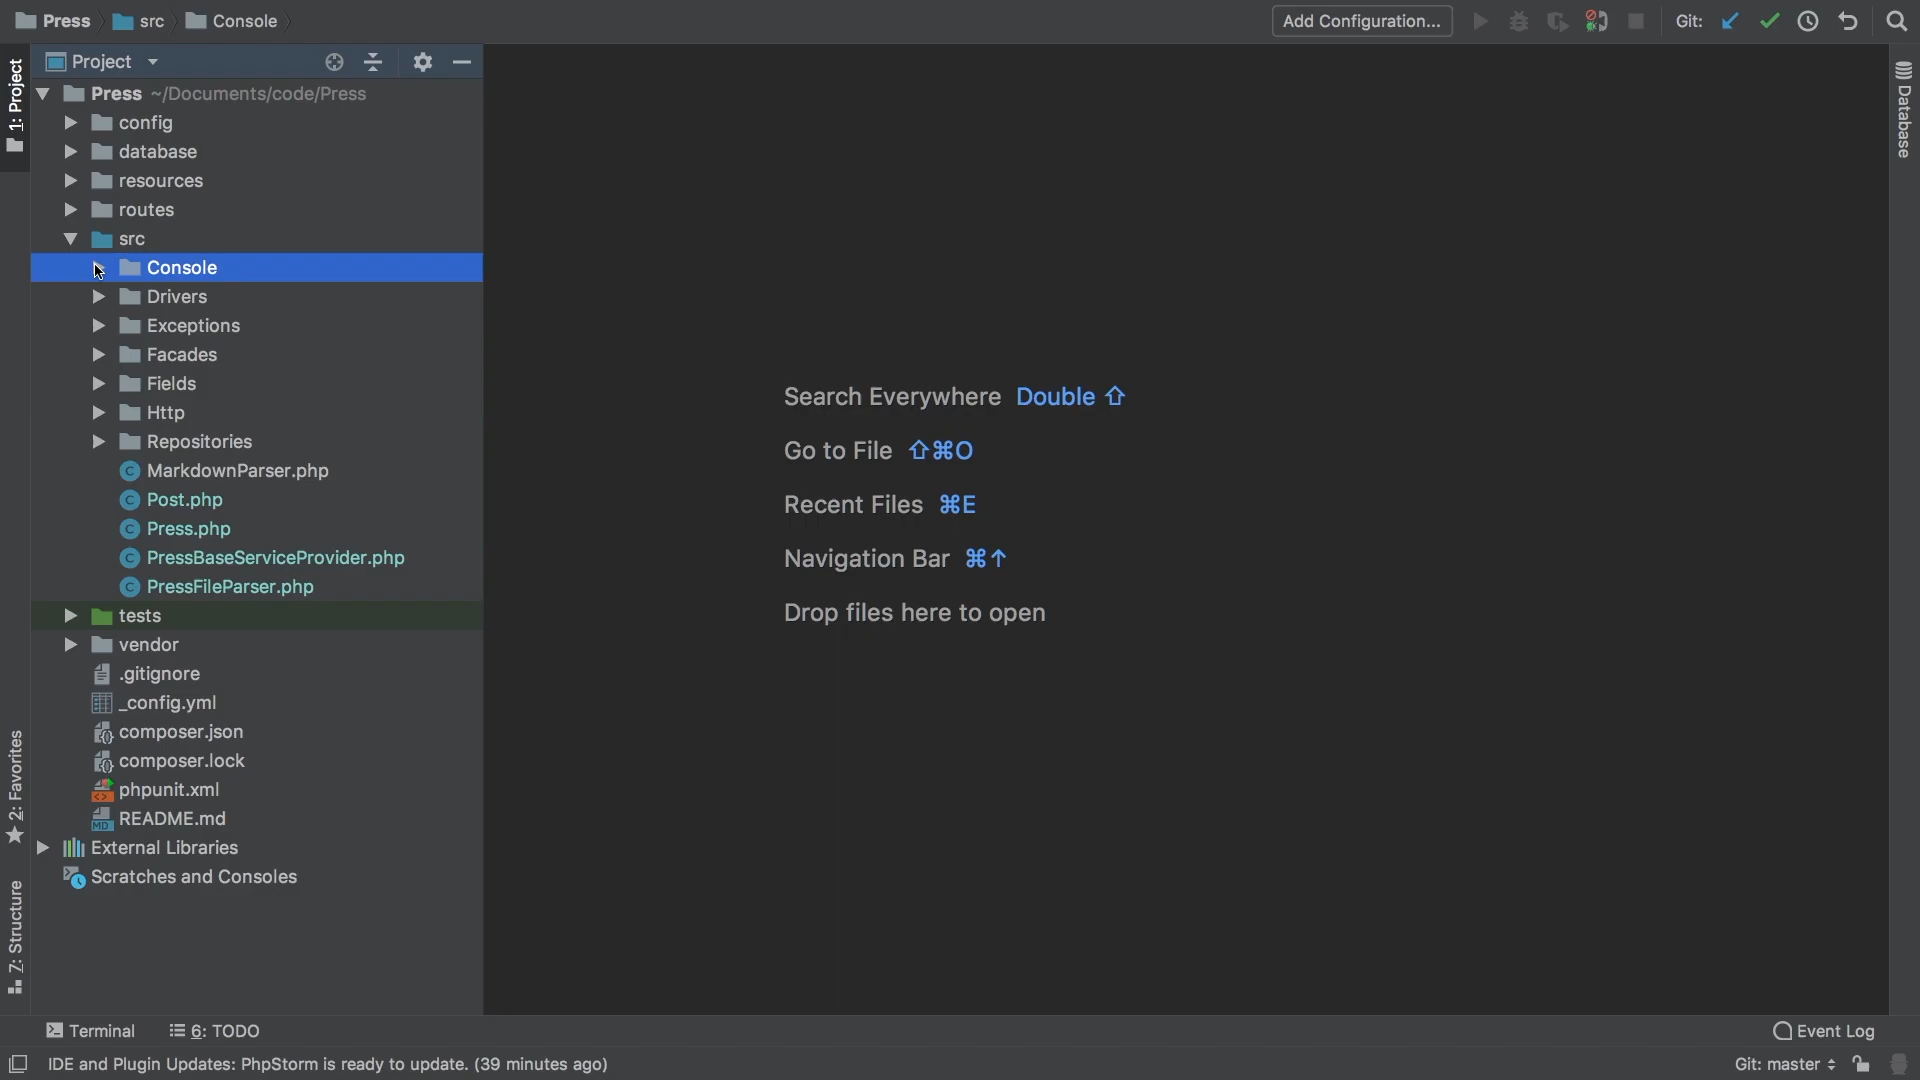 Press src Console
Add Configuration...
Git:
1: Project
Project
Press ~/Documents/code/Press
config
database
resources
routes
src
Console
Drivers
Exceptions
Facades
Fields
Http
Repositories
MarkdownParser.php
Post.php
Press.php
PressBaseServiceProvider.php
PressFileParser.php
tests
vendor
.gitignore
_config.yml
composer.json
composer.lock
phpunit.xml
README.md
External Libraries
Scratches and Consoles
Search Everywhere Double ⇧
Go to File ⇧⌘O
Recent Files ⌘E
Navigation Bar ⌘↑
Drop files here to open
Database
2: Favorites
Z: Structure
Terminal
6: TODO
Event Log
IDE and Plugin Updates: PhpStorm is ready to update. (39 minutes ago)
Git: master